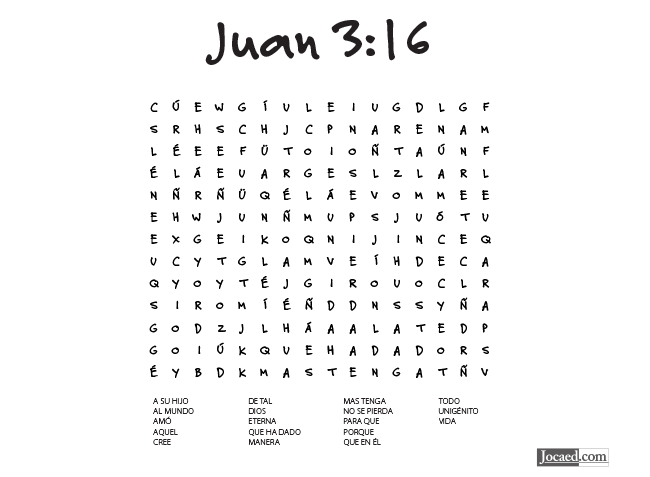 Juan 3:16
C Ú E W G Í U L E I U G D L G F
S R H S C H J C P N A R E N A M
L É E E F Ü T O I O Ñ T A Ú N F
É L Á E U A R G E S L Z L A R L
N Ñ R Ñ Ü Q É L Á E V O M M E E
E H W J U N Ñ M U P S J U Ó T U
E X G E I K O Q N I J I N C E Q
U C Y T G L A M V E Í H D E C A
Q Y O Y T É J G I R O U O C L R
S I R O M Í É Ñ D D N S S Y Ñ A
G O D Z J L H Á A A L A T E D P
G O I Ú K Q U E H A D A D O R S
É Y B D K M A S T E N G A T Ñ V
A SU HIJO
AL MUNDO
AMÓ
AQUEL
CREE
DE TAL
DIOS
ETERNA
QUE HA DADO
MANERA
MAS TENGA
NO SE PIERDA
PARA QUE
PORQUE
QUE EN ÉL
TODO
UNIGÉNITO
VIDA
Jocaed.com